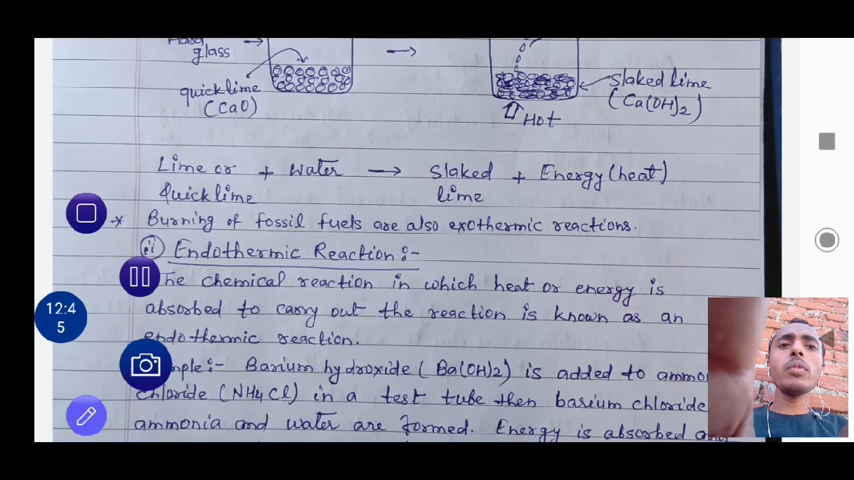 glass
quicklime
(CaO)
slaked lime
(Ca(OH)2)
Hot
Lime or + water → Slaked + Energy (heat)
Quicklime lime
* Burning of fossil fuels are also exothermic reactions.
(ii) Endothermic Reaction :-
The chemical reaction in which heat or energy is
absorbed to carry out the reaction is known as an
endothermic reaction.
:- Barium hydroxide ( Ba(OH)2) is added to
chloride (NH4Cl) in a test tube then barium chloride
ammonia and water are formed. Energy is absorbed and
12:4
5